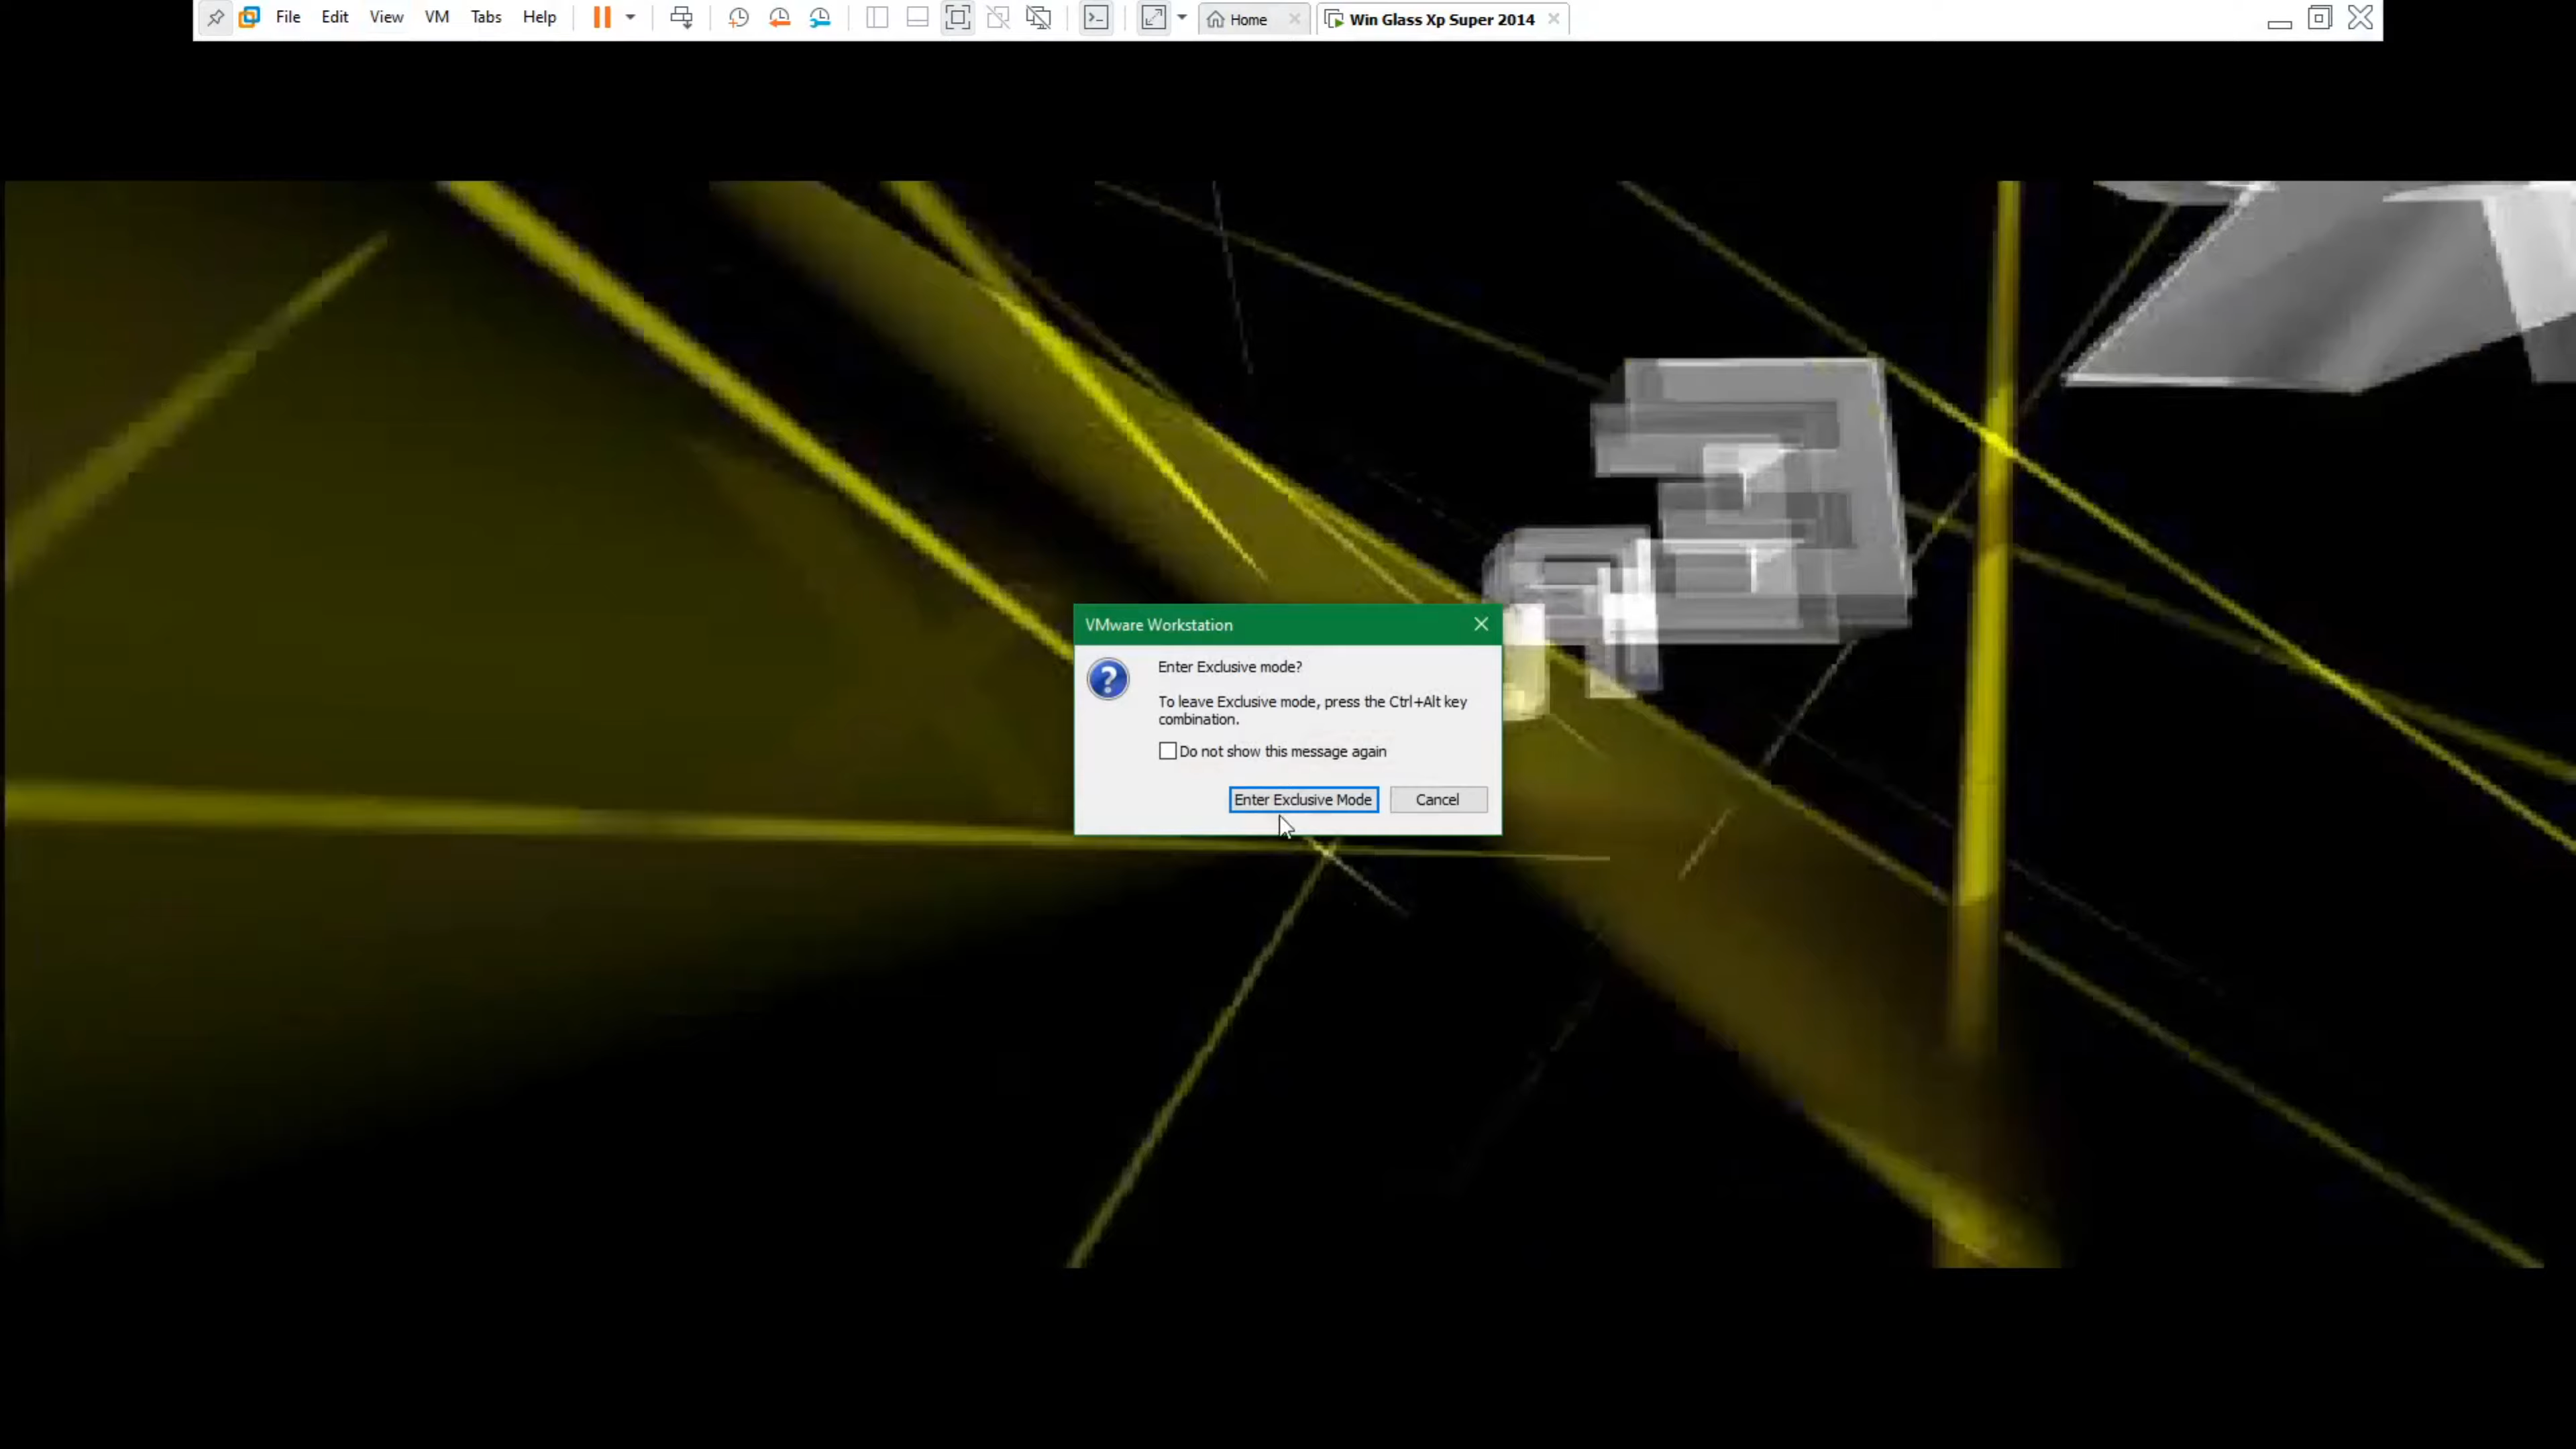 File Edit View VM Tabs Help Home Win Glass Xp Super 2014
VMware Workstation
Enter Exclusive mode?
To leave Exclusive mode, press the Ctrl+Alt key
combination.
Do not show this message again
Enter Exclusive Mode Cancel